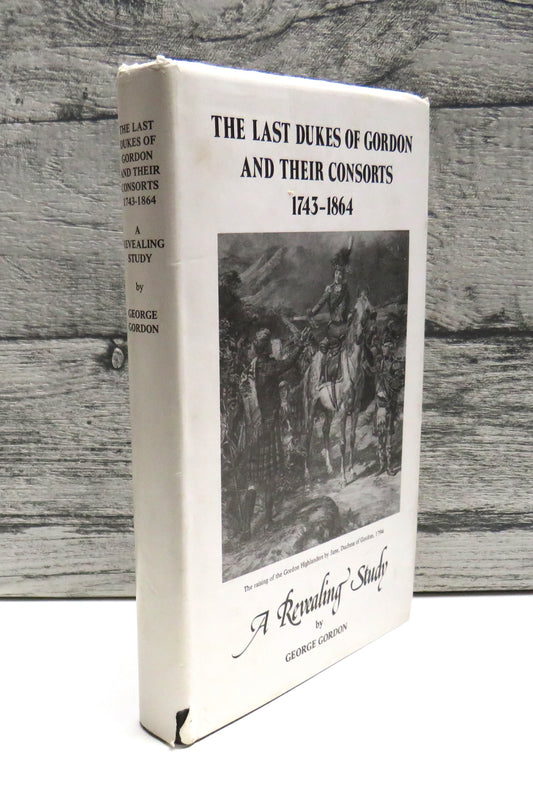 THE LAST
DUKES OF
GORDON
AND THEIR
CONSORTS
1743-1864
A
REVEALING
STUDY
by
GEORGE
GORDON
THE LAST DUKES OF GORDON
AND THEIR CONSORTS
1743–1864
The raising of the Gordon Highlanders by Jane, Duchess of Gordon, 1794
A Revealing Study
by
GEORGE GORDON